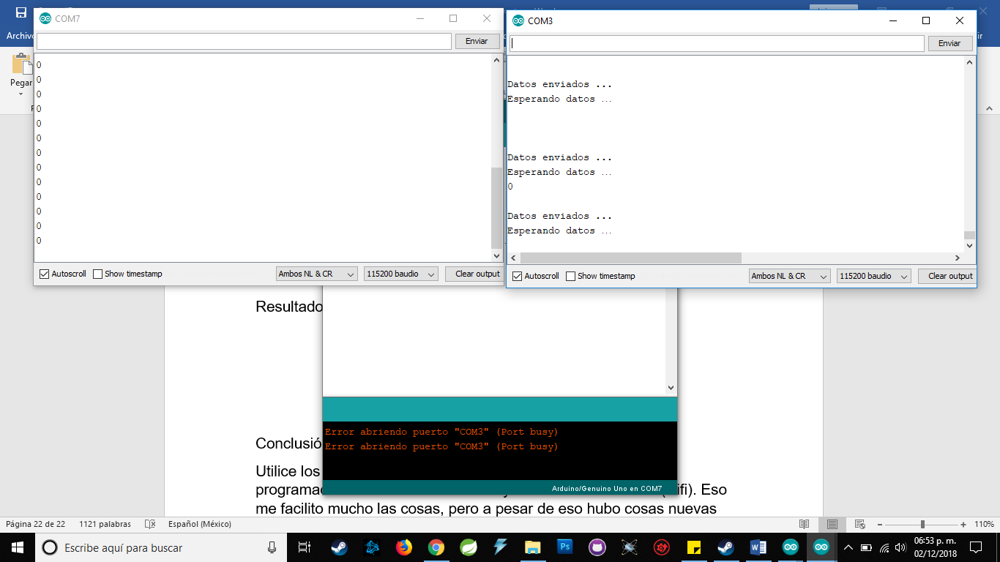 Archivo
Pegar
COM7
Enviar
0
0
0
0
0
0
0
0
0
0
0
0
0
Autoscroll
Show timestamp
Ambos NL & CR
115200 baudio
Clear output
COM3
Enviar
Datos enviados ...
Esperando datos ...
Datos enviados ...
Esperando datos ...
0
Datos enviados ...
Esperando datos ...
Autoscroll
Show timestamp
Ambos NL & CR
115200 baudio
Clear output
Resultado
Error abriendo puerto "COM3" (Port busy)
Error abriendo puerto "COM3" (Port busy)
Arduino/Genuino Uno en COM7
Conclusió
Utilice los
programa ifi). Eso
me facilito mucho las cosas, pero a pesar de eso hubo cosas nuevas
Página 22 de 22 1121 palabras Español (México) 110%
Escribe aquí para buscar
06:53 p. m.
02/12/2018